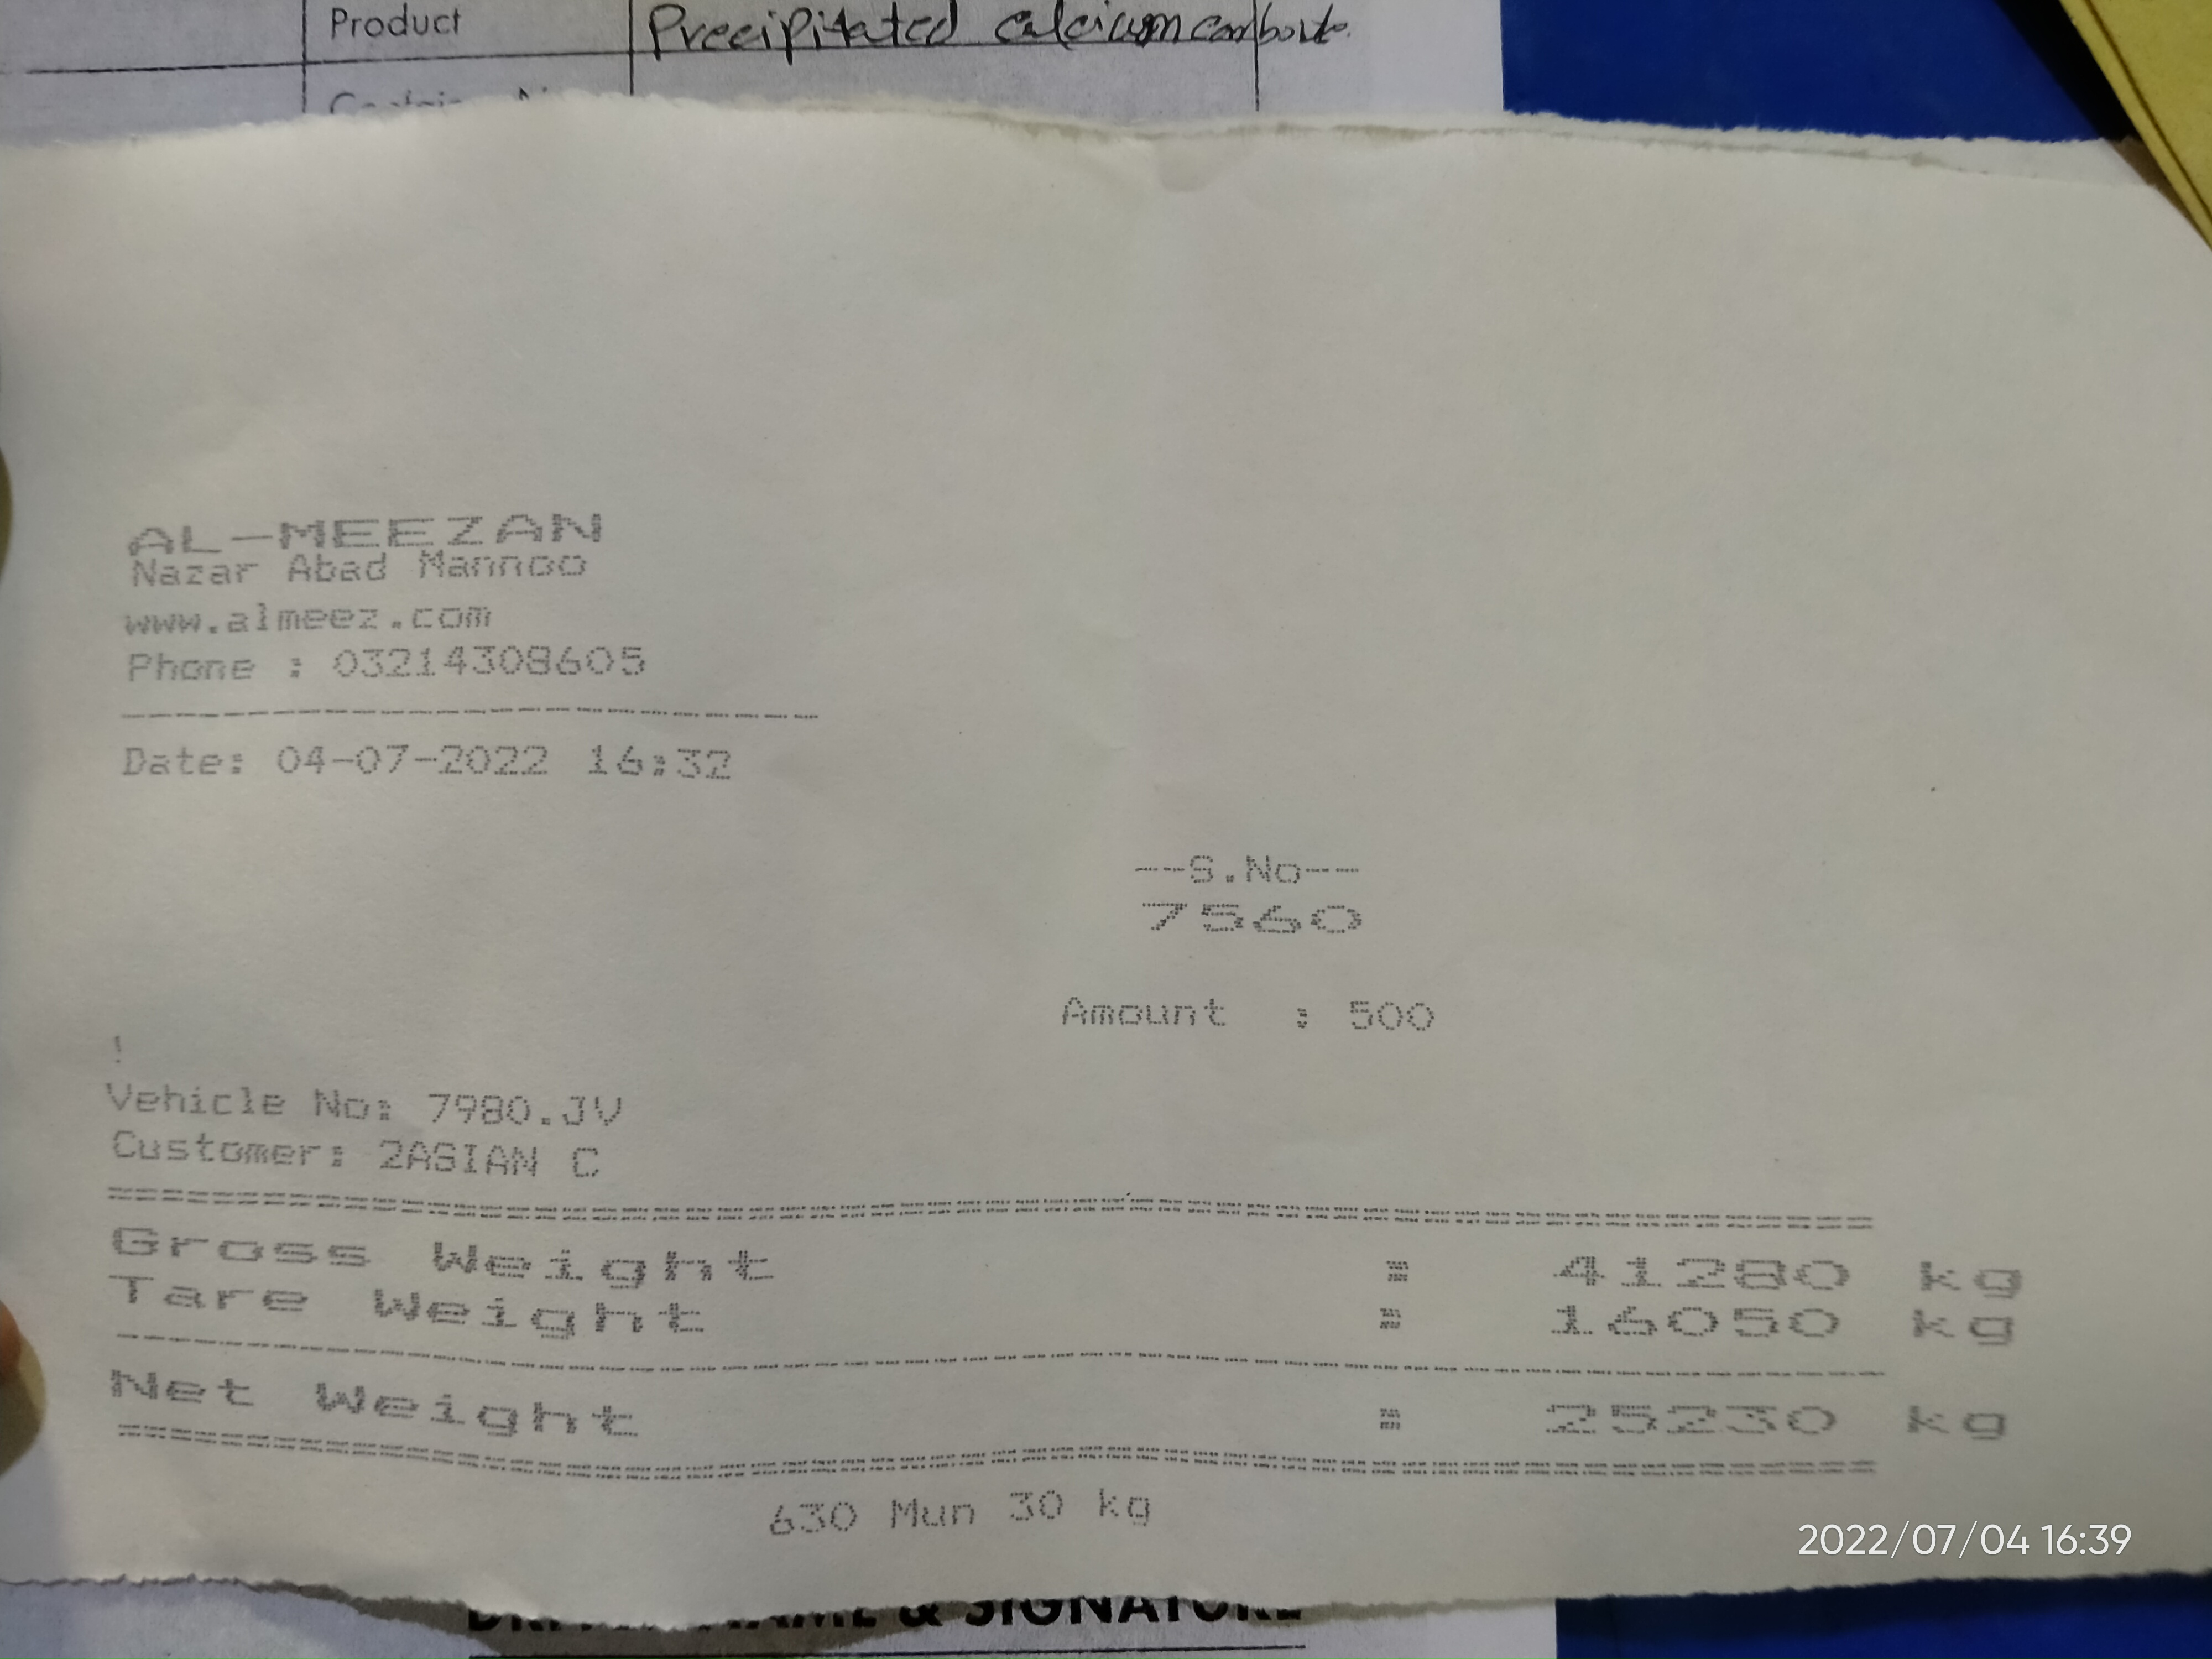 Product Precipitated calcium carbonate.
AL-MEEZAN
Nazar Abad Mannoo
www.almeez.com
Phone : 03214308605
Date: 04-07-2022 16:32
--S.No--
7560
Amount : 500
!
Vehicle No: 7980.JV
Customer: 2ASIAN C
Gross Weight : 41280 kg
Tare Weight : 16050 kg
Net Weight : 25230 kg
630 Mun 30 kg
2022/07/04 16:39
NAME & SIGNATURE